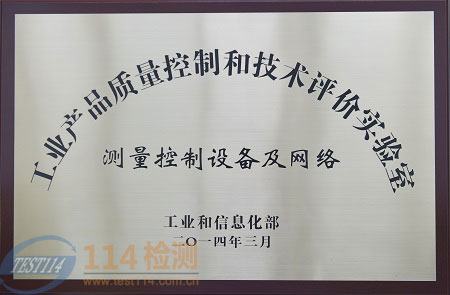 工业产品质量控制和技术评价实验室
测量控制设备及网络
工业和信息化部
二〇一四年三月
TEST114
114检测
www.test114.com.cn